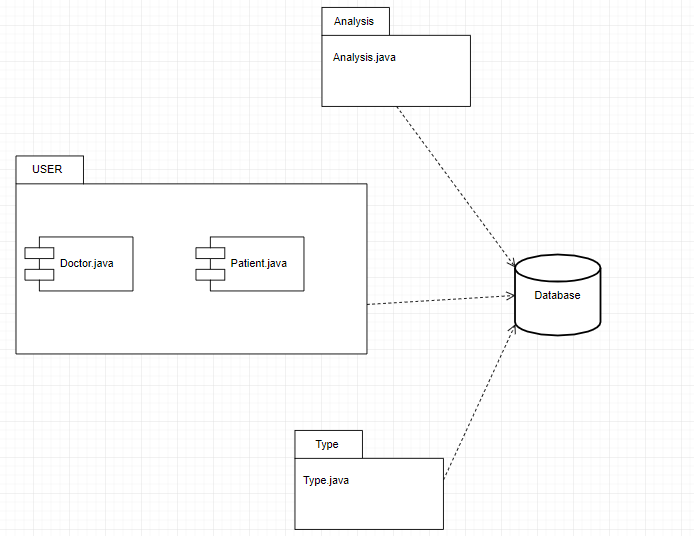 Analysis
Analysis.java
USER
Doctor.java
Patient.java
Database
Type
Type.java